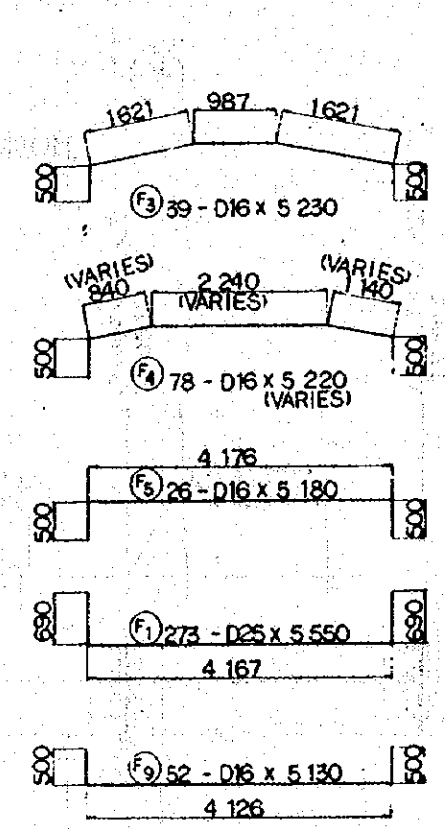 1621 987 1621
500 500
F3 39 - D16 x 5 230
(VARIES) (VARIES)
840 2 240 1 140
(VARIES)
500 500
F4 78 - D16 x 5 220
(VARIES)
4 176
F5 26 - D16 x 5 180
500 500
690 690
F1 273 - D25 x 5 550
4 167
500 500
F9 52 - D16 x 5 130
4 126